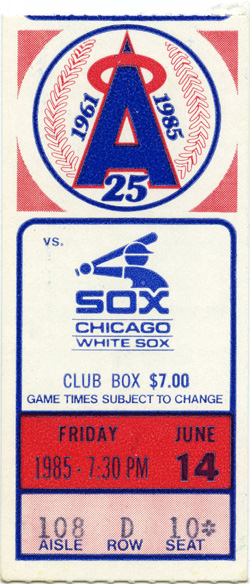 1961 A 1985
25
vs.
SOX
CHICAGO
WHITE SOX
CLUB BOX $7.00
GAME TIMES SUBJECT TO CHANGE
FRIDAY JUNE
1985 - 7:30 PM 14
108 D 10*
AISLE ROW SEAT